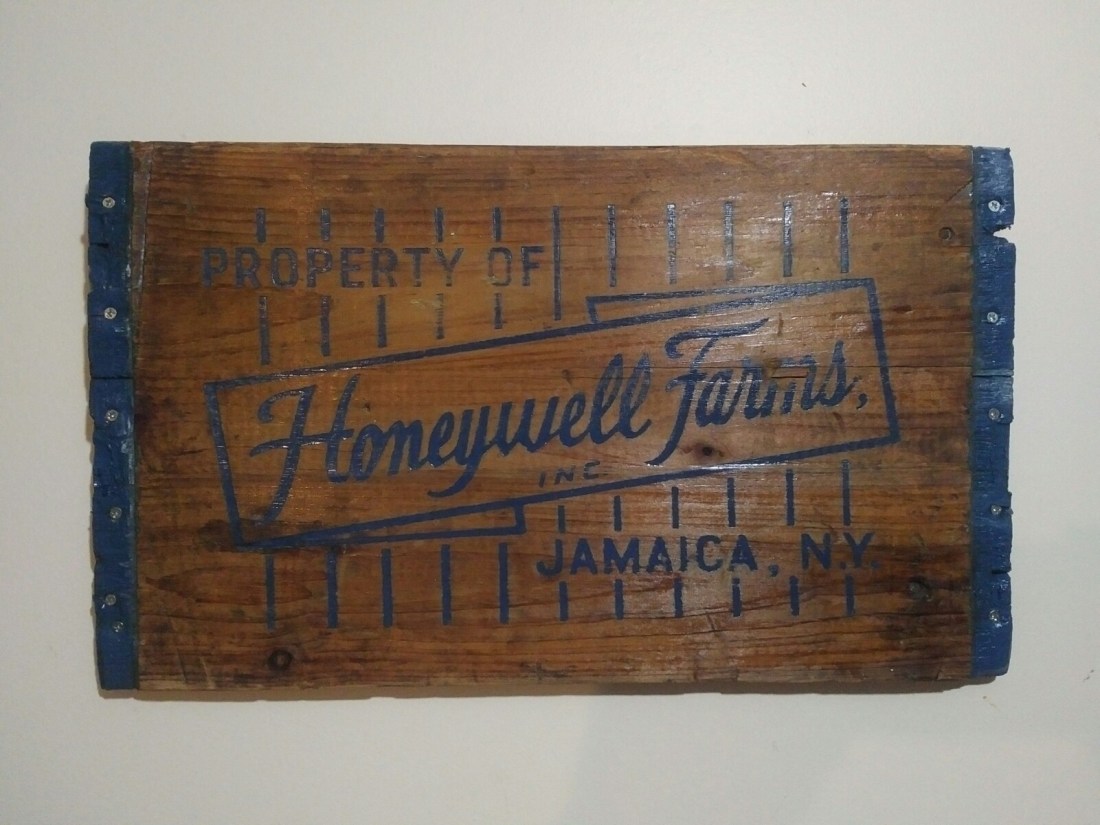 PROPERTY OF
Honeywell Farms,
INC.
JAMAICA, N.Y.